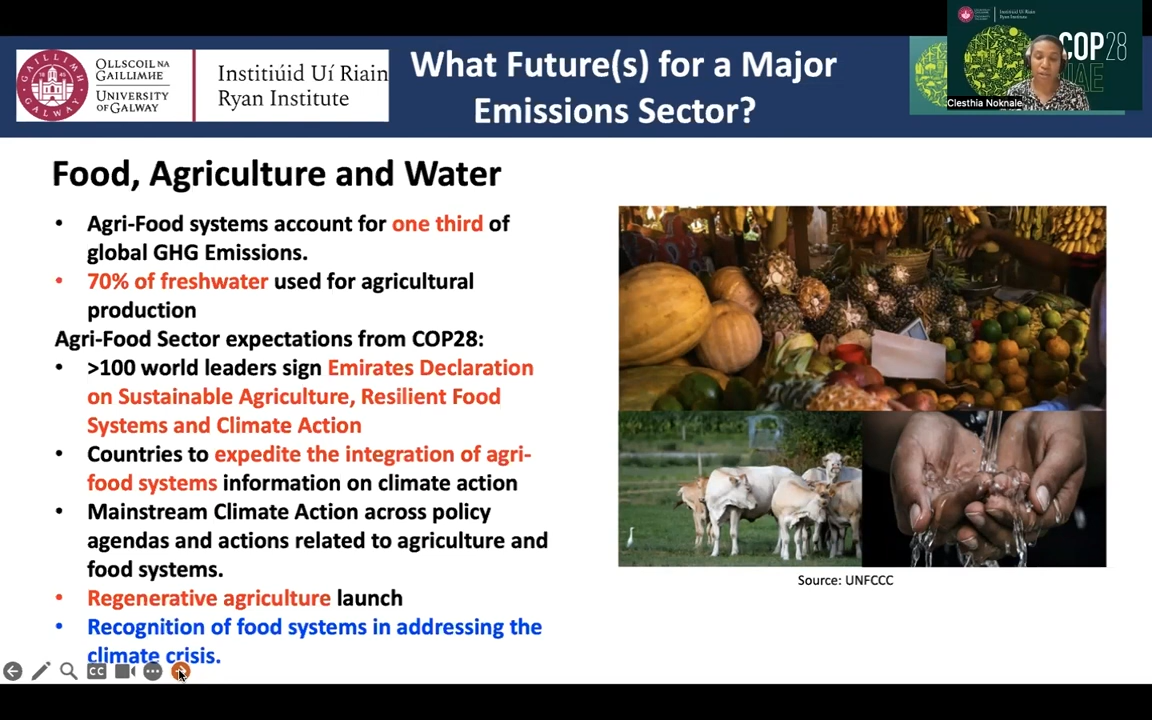 OLLSCOIL NA
GAILLIMHE
UNIVERSITY
OF GALWAY
Institiúid Uí Riain
Ryan Institute
What Future(s) for a Major
Emissions Sector?
COP28
UAE
Clesthia Noknale
Food, Agriculture and Water
• Agri-Food systems account for one third of
global GHG Emissions.
• 70% of freshwater used for agricultural
production
Agri-Food Sector expectations from COP28:
• >100 world leaders sign Emirates Declaration
on Sustainable Agriculture, Resilient Food
Systems and Climate Action
• Countries to expedite the integration of agri-
food systems information on climate action
• Mainstream Climate Action across policy
agendas and actions related to agriculture and
food systems.
• Regenerative agriculture launch
• Recognition of food systems in addressing the
climate crisis.
Source: UNFCCC
CC